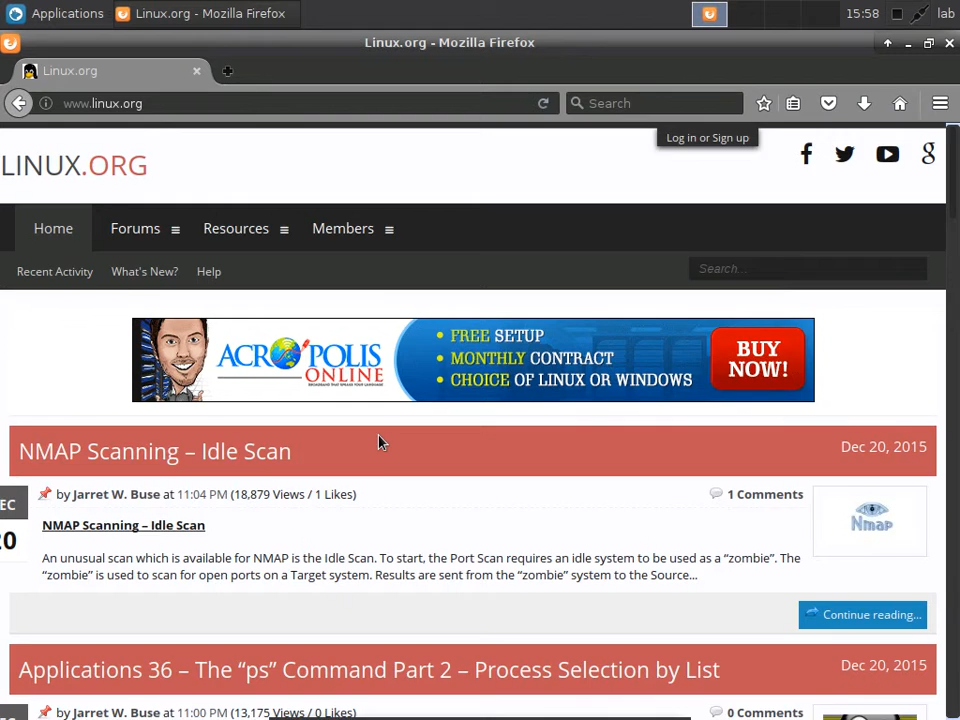 Applications Linux.org - Mozilla Firefox 15:58 lab
Linux.org - Mozilla Firefox
Linux.org
www.linux.org Search
Log in or Sign up
LINUX.ORG
Home Forums Resources Members
Recent Activity What's New? Help Search...
ACROPOLIS
ONLINE
• FREE SETUP
• MONTHLY CONTRACT
• CHOICE OF LINUX OR WINDOWS
BUY
NOW!
NMAP Scanning – Idle Scan Dec 20, 2015
by Jarret W. Buse at 11:04 PM (18,879 Views / 1 Likes) 1 Comments
EC
20
Nmap
NMAP Scanning – Idle Scan
An unusual scan which is available for NMAP is the Idle Scan. To start, the Port Scan requires an idle system to be used as a “zombie”. The
“zombie” is used to scan for open ports on a Target system. Results are sent from the “zombie” system to the Source...
Continue reading...
Applications 36 – The “ps” Command Part 2 – Process Selection by List Dec 20, 2015
by Jarret W. Buse at 11:00 PM (13,175 Views / 0 Likes) 0 Comments